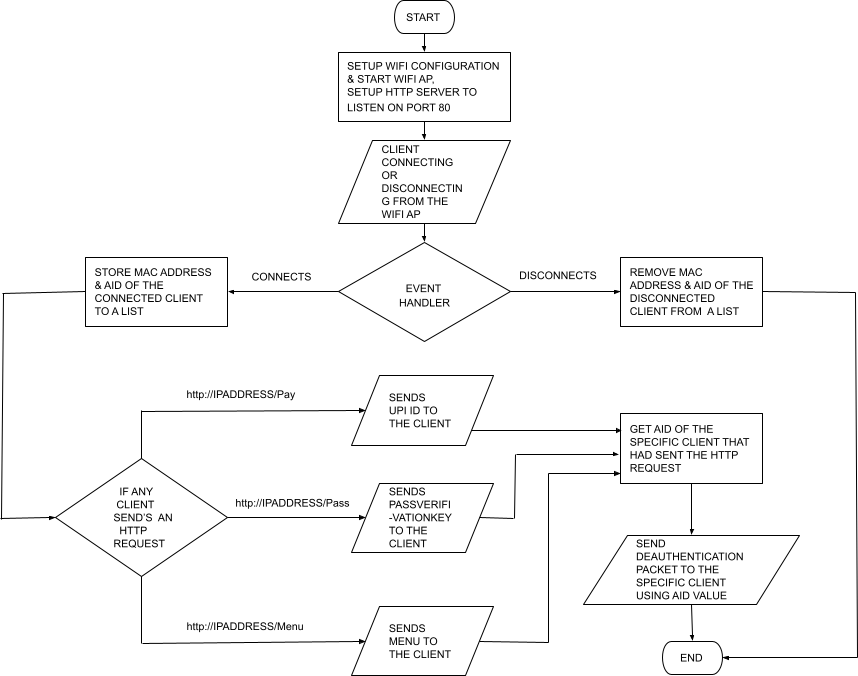 START
SETUP WIFI CONFIGURATION
& START WIFI AP,
SETUP HTTP SERVER TO
LISTEN ON PORT 80
CLIENT
CONNECTING
OR
DISCONNECTIN
G FROM THE
WIFI AP
STORE MAC ADDRESS
& AID OF THE
CONNECTED CLIENT
TO A LIST
CONNECTS
EVENT
HANDLER
DISCONNECTS
REMOVE MAC
ADDRESS & AID OF THE
DISCONNECTED
CLIENT FROM A LIST
http://IPADDRESS/Pay
SENDS
UPI ID TO
THE CLIENT
GET AID OF THE
SPECIFIC CLIENT THAT
HAD SENT THE HTTP
REQUEST
IF ANY
CLIENT
SEND'S AN
HTTP
REQUEST
http://IPADDRESS/Pass
SENDS
PASSVERIFI
-VATIONKEY
TO THE
CLIENT
SEND
DEAUTHENTICATION
PACKET TO THE
SPECIFIC CLIENT
USING AID VALUE
http://IPADDRESS/Menu
SENDS
MENU TO
THE CLIENT
END